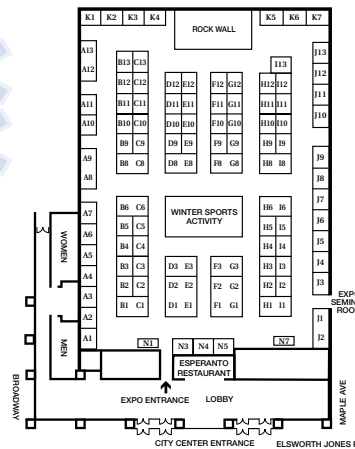 K1 K2 K3 K4 K5 K6 K7
ROCK WALL
A13 B13 C13 I13 J13
A12 B12 C12 D12 E12 F12 G12 H12 I12 J12
A11 B11 C11 D11 E11 F11 G11 H11 I11 J11
A10 B10 C10 D10 E10 F10 G10 H10 I10 J10
A9 B9 C9 D9 E9 F9 G9 H9 I9 J9
A8 B8 C8 D8 E8 F8 G8 H8 I8 J8
A7 B6 C6 H6 I6 J7
WINTER SPORTS
ACTIVITY
A6 B5 C5 H5 I5 J6
A5 B4 C4 H4 I4 J5
A4 B3 C3 D3 E3 F3 G3 H3 I3 J4
A3 B2 C2 D2 E2 F2 G2 H2 I2 J3
A2 B1 C1 D1 E1 F1 G1 H1 I1 J1
A1 N1 N3 N4 N5 N7 J2
WOMEN
MEN
EXPO
SEMIN
ROO
ESPERANTO
RESTAURANT
EXPO ENTRANCE LOBBY
BROADWAY
MAPLE AVE
CITY CENTER ENTRANCE ELSWORTH JONES P